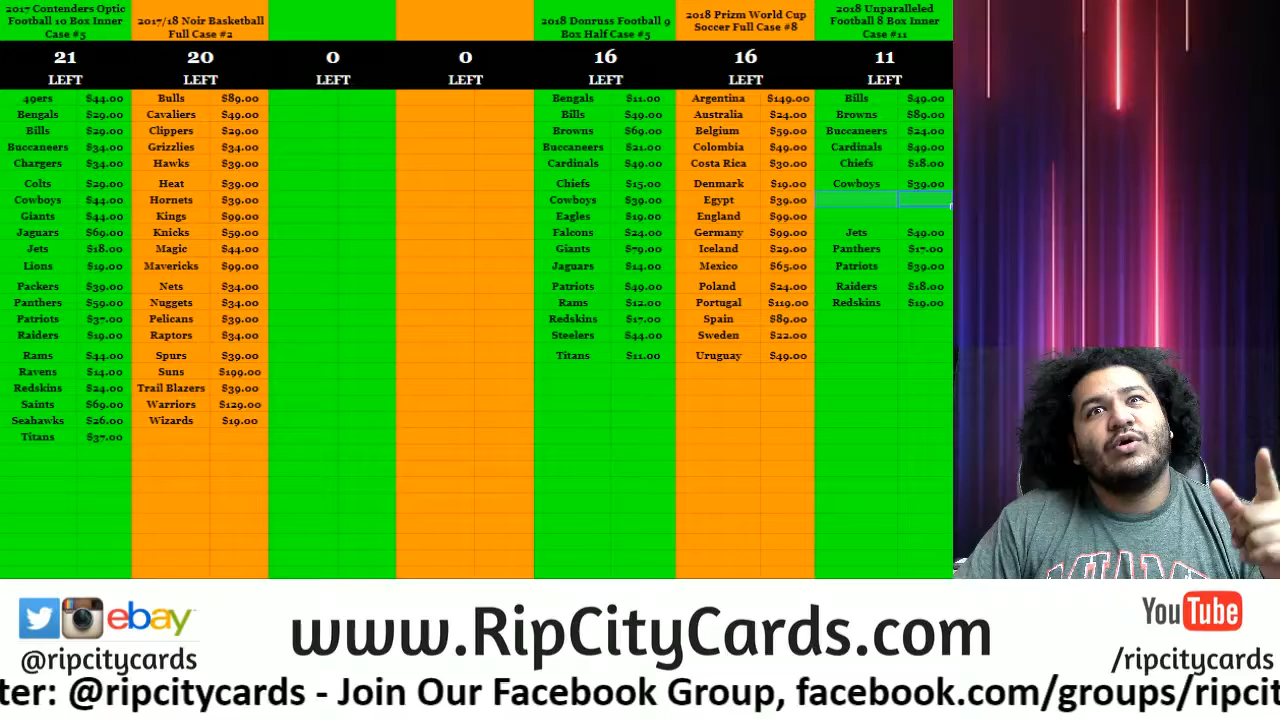 2017 Contenders Optic
Football 10 Box Inner
Case #5
21
LEFT
49ers $44.00
Bengals $29.00
Bills $29.00
Buccaneers $34.00
Chargers $34.00
Colts $29.00
Cowboys $44.00
Giants $44.00
Jaguars $69.00
Jets $18.00
Lions $19.00
Packers $39.00
Panthers $59.00
Patriots $37.00
Raiders $19.00
Rams $44.00
Ravens $14.00
Redskins $24.00
Saints $69.00
Seahawks $26.00
Titans $37.00
2017/18 Noir Basketball
Full Case #2
20
LEFT
Bulls $89.00
Cavaliers $49.00
Clippers $29.00
Grizzlies $34.00
Hawks $39.00
Heat $39.00
Hornets $39.00
Kings $99.00
Knicks $59.00
Magic $44.00
Mavericks $99.00
Nets $34.00
Nuggets $34.00
Pelicans $39.00
Raptors $34.00
Spurs $39.00
Suns $199.00
Trail Blazers $39.00
Warriors $129.00
Wizards $19.00
0
LEFT
0
LEFT
2018 Donruss Football 9
Box Half Case #5
16
LEFT
Bengals $11.00
Bills $49.00
Browns $69.00
Buccaneers $21.00
Cardinals $49.00
Chiefs $15.00
Cowboys $39.00
Eagles $19.00
Falcons $24.00
Giants $79.00
Jaguars $14.00
Patriots $49.00
Rams $12.00
Redskins $17.00
Steelers $44.00
Titans $11.00
2018 Prizm World Cup
Soccer Full Case #8
16
LEFT
Argentina $149.00
Australia $24.00
Belgium $59.00
Colombia $49.00
Costa Rica $30.00
Denmark $19.00
Egypt $39.00
England $99.00
Germany $99.00
Iceland $29.00
Mexico $65.00
Poland $24.00
Portugal $119.00
Spain $89.00
Sweden $22.00
Uruguay $49.00
2018 Unparalleled
Football 8 Box Inner
Case #11
11
LEFT
Bills $49.00
Browns $89.00
Buccaneers $24.00
Cardinals $49.00
Chiefs $18.00
Cowboys $39.00
Jets $49.00
Panthers $17.00
Patriots $39.00
Raiders $18.00
Redskins $19.00
ebay
@ripcitycards
www.RipCityCards.com
YouTube
/ripcitycards
ter: @ripcitycards - Join Our Facebook Group, facebook.com/groups/ripcit